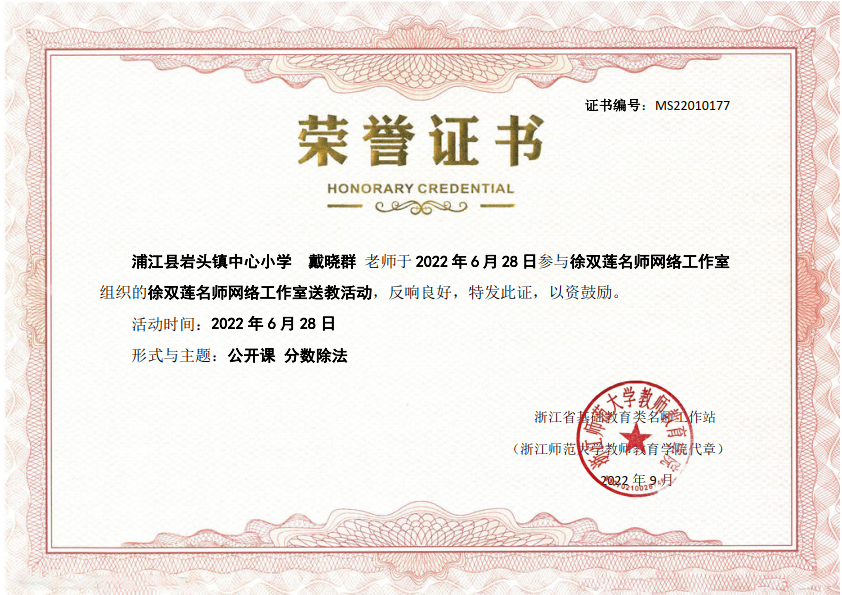 证书编号：MS22010177
荣誉证书
HONORARY CREDENTIAL
浦江县岩头镇中心小学 戴晓群 老师于 2022 年 6 月 28 日参与徐双莲名师网络工作室
组织的徐双莲名师网络工作室送教活动，反响良好，特发此证，以资鼓励。
活动时间：2022 年 6 月 28 日
形式与主题：公开课 分数除法
浙江省基础教育类名师工作站
（浙江师范大学教师教育学院代章）
2022 年 9 月
浙江师范大学教师教育学院